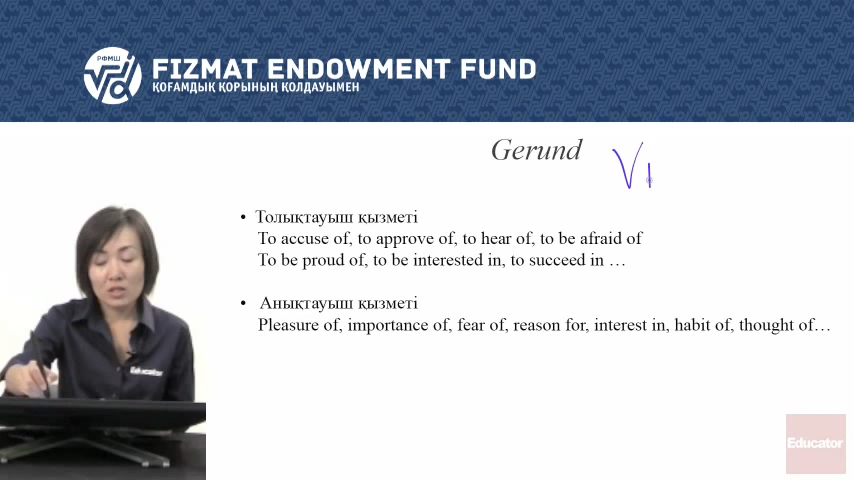 РФМШ
FIZMAT ENDOWMENT FUND
ҚОҒАМДЫҚ ҚОРЫНЫҢ ҚОЛДАУЫМЕН
Gerund
V
• Толықтауыш қызметі
To accuse of, to approve of, to hear of, to be afraid of
To be proud of, to be interested in, to succeed in …
• Анықтауыш қызметі
Pleasure of, importance of, fear of, reason for, interest in, habit of, thought of…
Educator
Educator